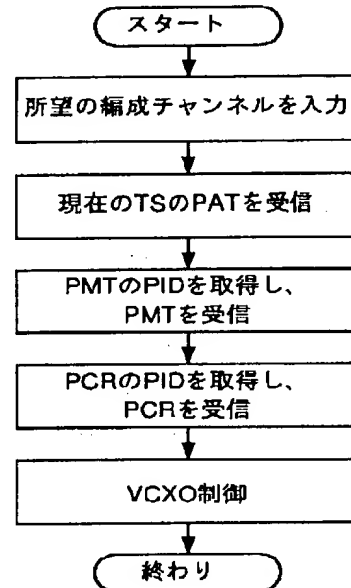 スタート
所望の編成チャンネルを入力
現在のTSのPATを受信
PMTのPIDを取得し、
PMTを受信
PCRのPIDを取得し、
PCRを受信
VCXO制御
終わり